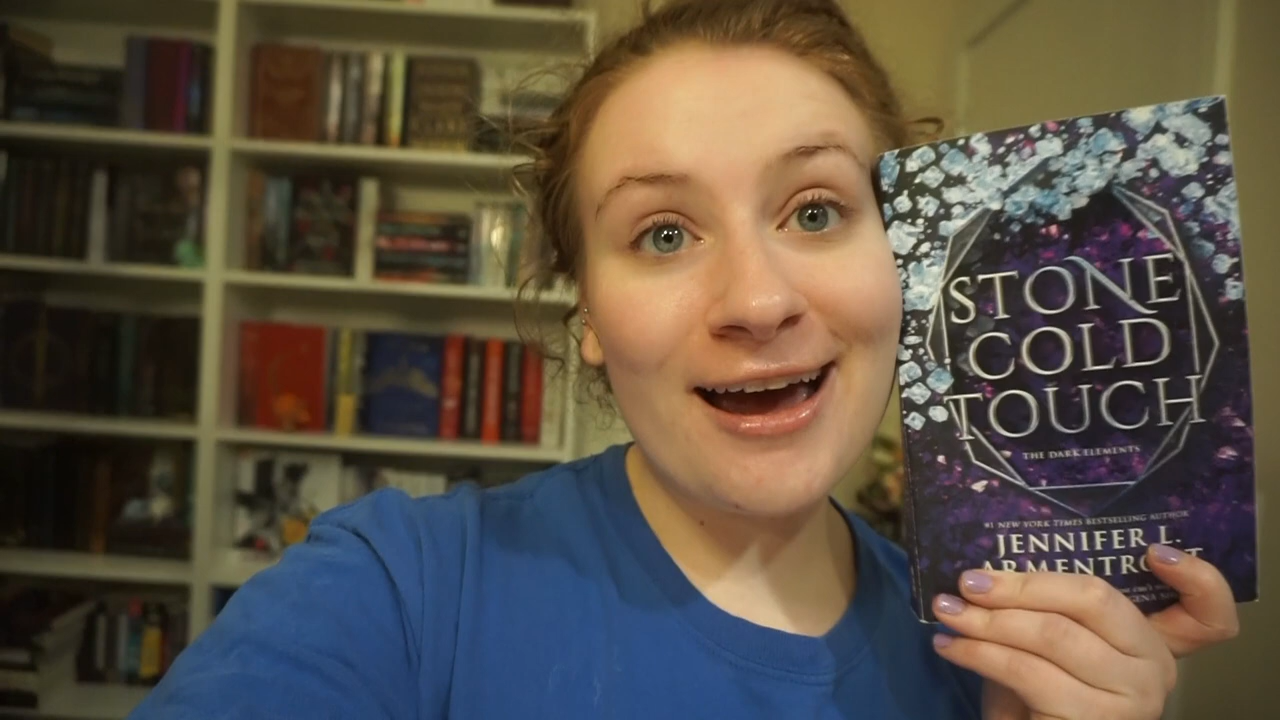 STONE
COLD
TOUCH
THE DARK ELEMENTS
#1 NEW YORK TIMES BESTSELLING AUTHOR
JENNIFER L.